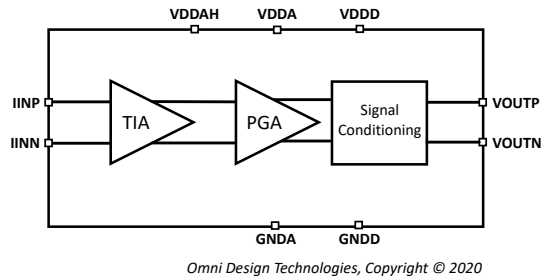 VDDAH VDDA VDDD
IINP
IINN
TIA
PGA
Signal
Conditioning
VOUTP
VOUTN
GNDA GNDD
Omni Design Technologies, Copyright © 2020